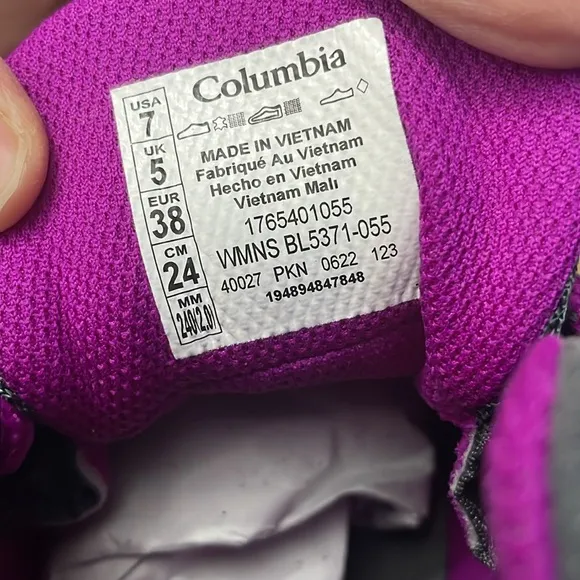 Columbia
USA
7
UK
5
EUR
38
CM
24
MM
240(2.0)
MADE IN VIETNAM
Fabriqué Au Vietnam
Hecho en Vietnam
Vietnam Malı
1765401055
WMNS BL5371-055
40027 PKN 0622 123
194894847848